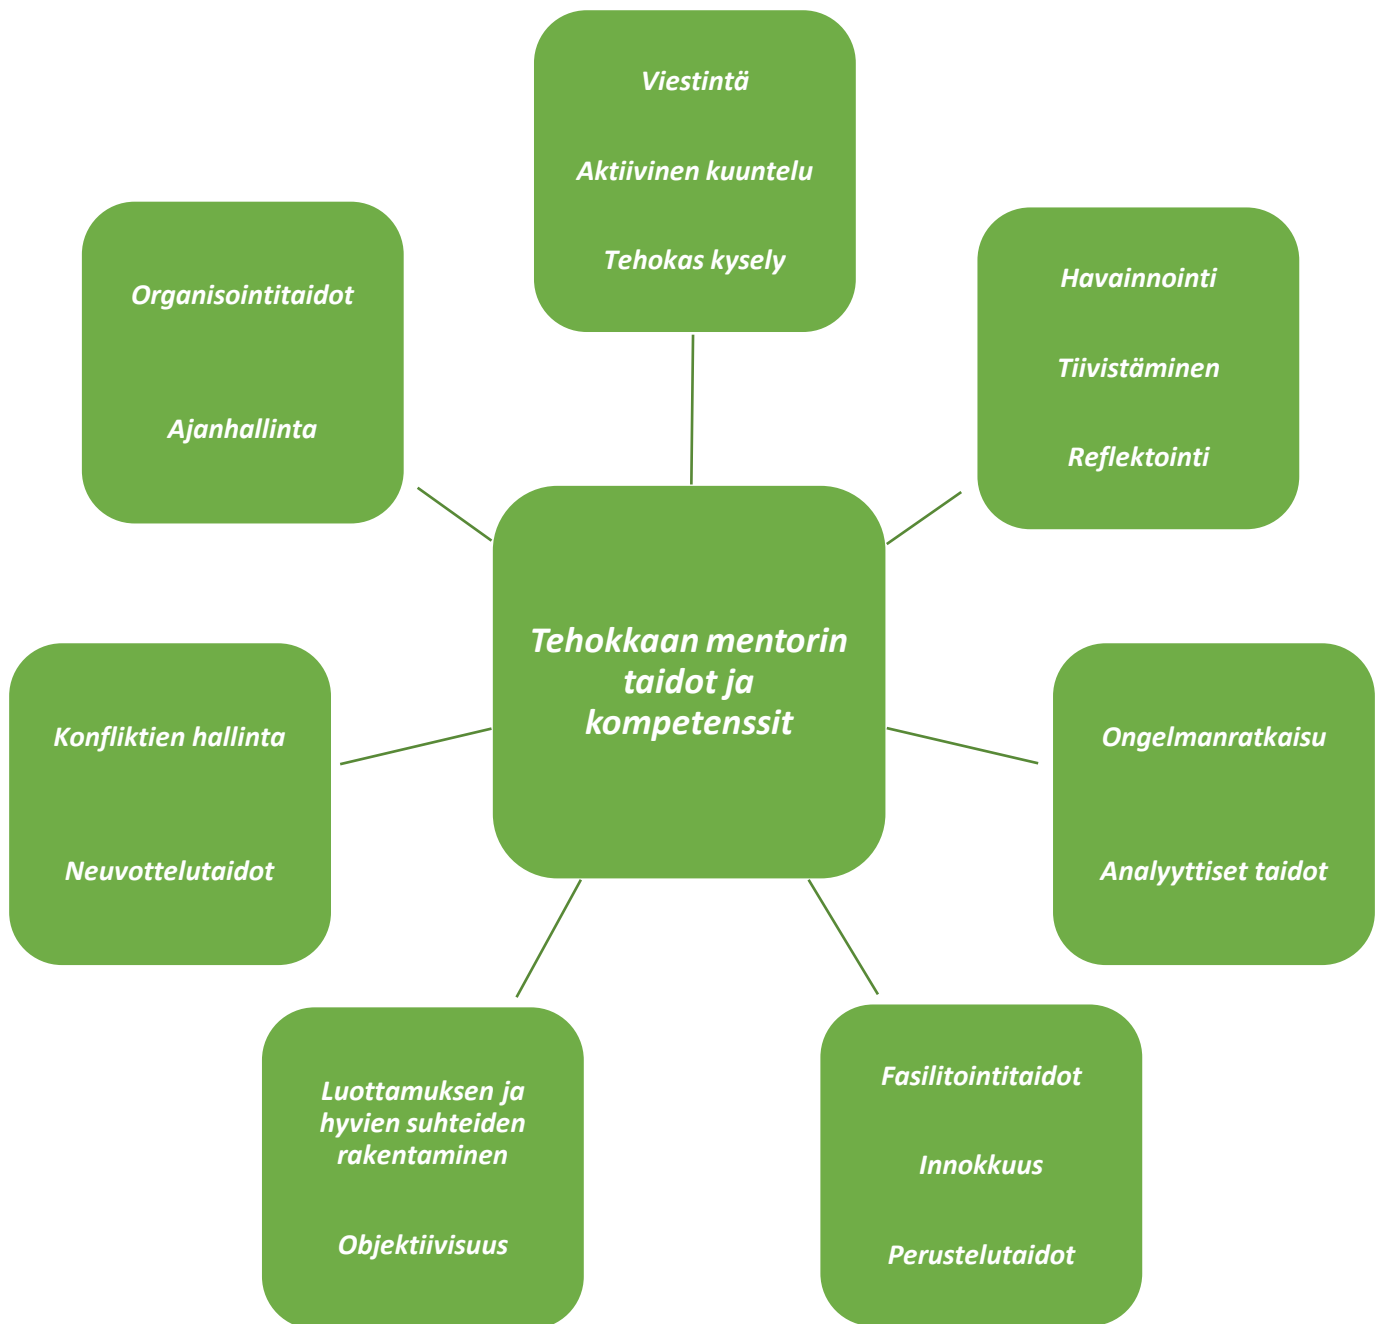 Viestintä
Aktiivinen kuuntelu
Tehokas kysely
Havainnointi
Tiivistäminen
Reflektointi
Ongelmanratkaisu
Analyyttiset taidot
Fasilitointitaidot
Innokkuus
Perustelutaidot
Luottamuksen ja
hyvien suhteiden
rakentaminen
Objektiivisuus
Konfliktien hallinta
Neuvottelutaidot
Organisointitaidot
Ajanhallinta
Tehokkaan mentorin
taidot ja
kompetenssit